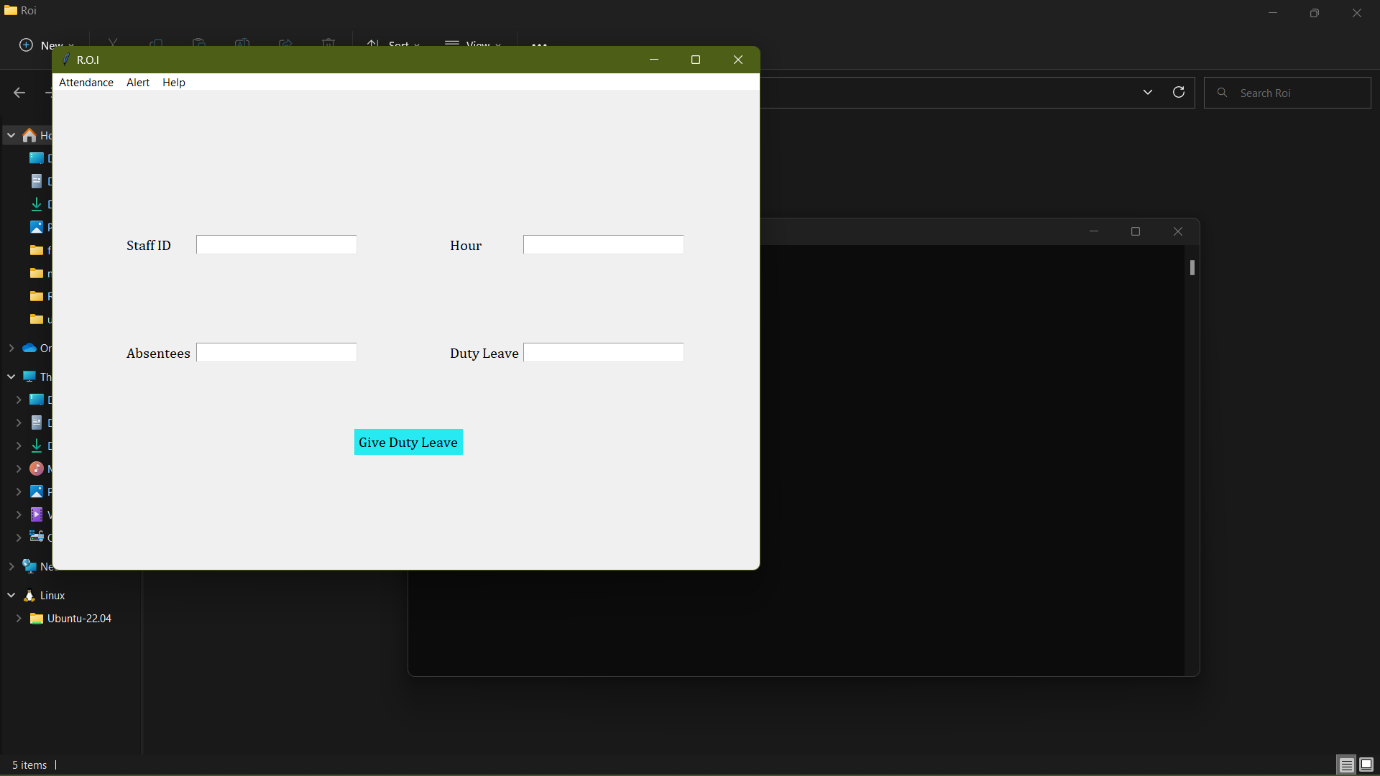 Roi
New
Sort
View
R.O.I
Attendance Alert Help
Search Roi
Staff ID
Hour
Absentees
Duty Leave
Give Duty Leave
Linux
Ubuntu-22.04
5 items